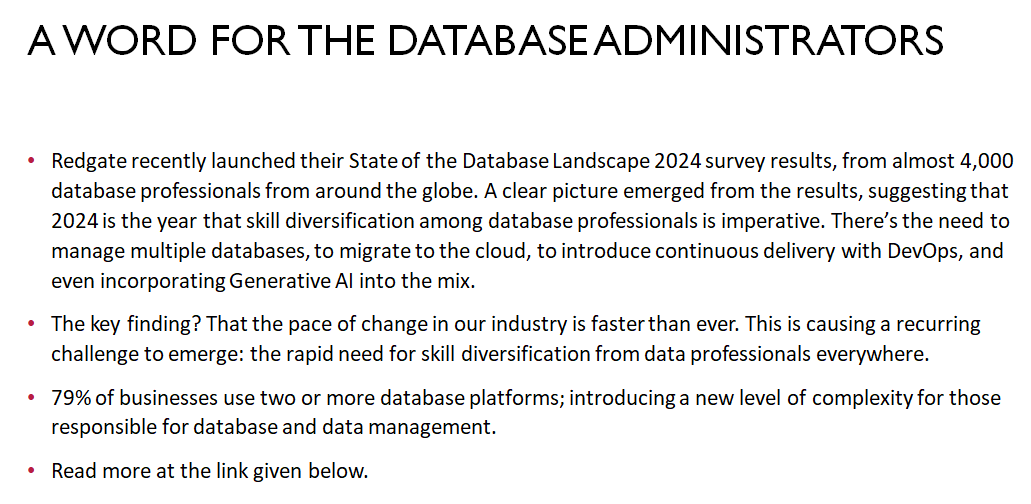 A WORD FOR THE DATABASE ADMINISTRATORS
• Redgate recently launched their State of the Database Landscape 2024 survey results, from almost 4,000
database professionals from around the globe. A clear picture emerged from the results, suggesting that
2024 is the year that skill diversification among database professionals is imperative. There’s the need to
manage multiple databases, to migrate to the cloud, to introduce continuous delivery with DevOps, and
even incorporating Generative AI into the mix.
• The key finding? That the pace of change in our industry is faster than ever. This is causing a recurring
challenge to emerge: the rapid need for skill diversification from data professionals everywhere.
• 79% of businesses use two or more database platforms; introducing a new level of complexity for those
responsible for database and data management.
• Read more at the link given below.